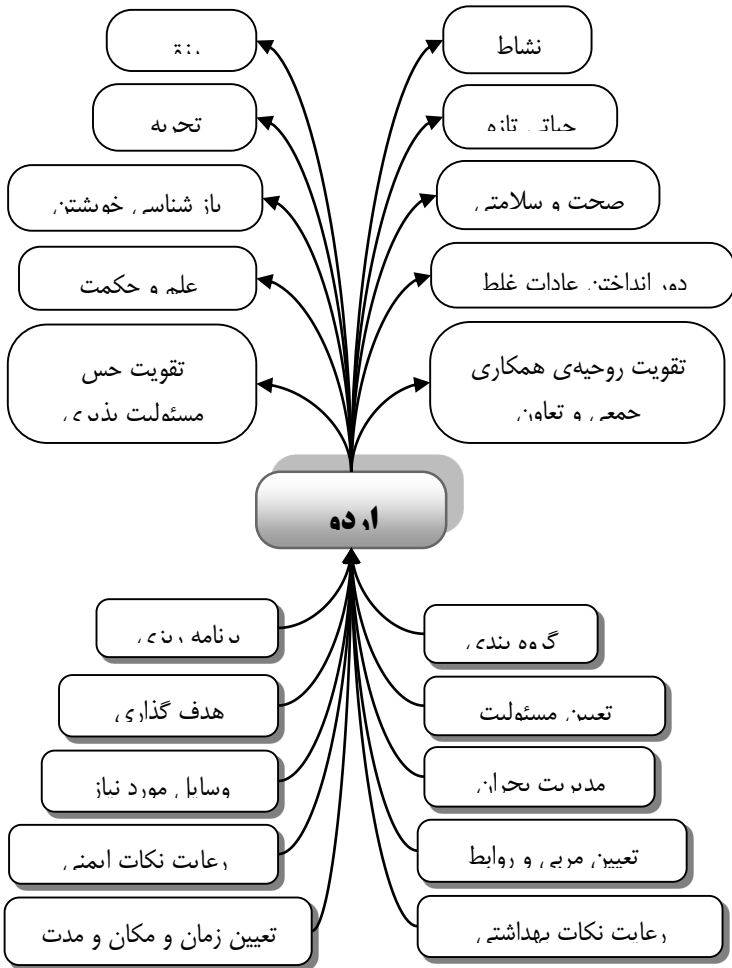 نشاط
حیاتی تازه
تجربه
صحت و سلامتی
باز شناسی خویشتن
دور انداختن عادات غلط
علم و حکمت
تقویت روحیه‌ی همکاری
جمعی و تعاون
تقویت حس
مسئولیت پذیری
اردو
گروه بندی
برنامه ریزی
تعیین مسئولیت
هدف گذاری
مدیریت بحران
وسایل مورد نیاز
تعیین مربی و روابط
رعایت نکات ایمنی
رعایت نکات بهداشتی
تعیین زمان و مکان و مدت